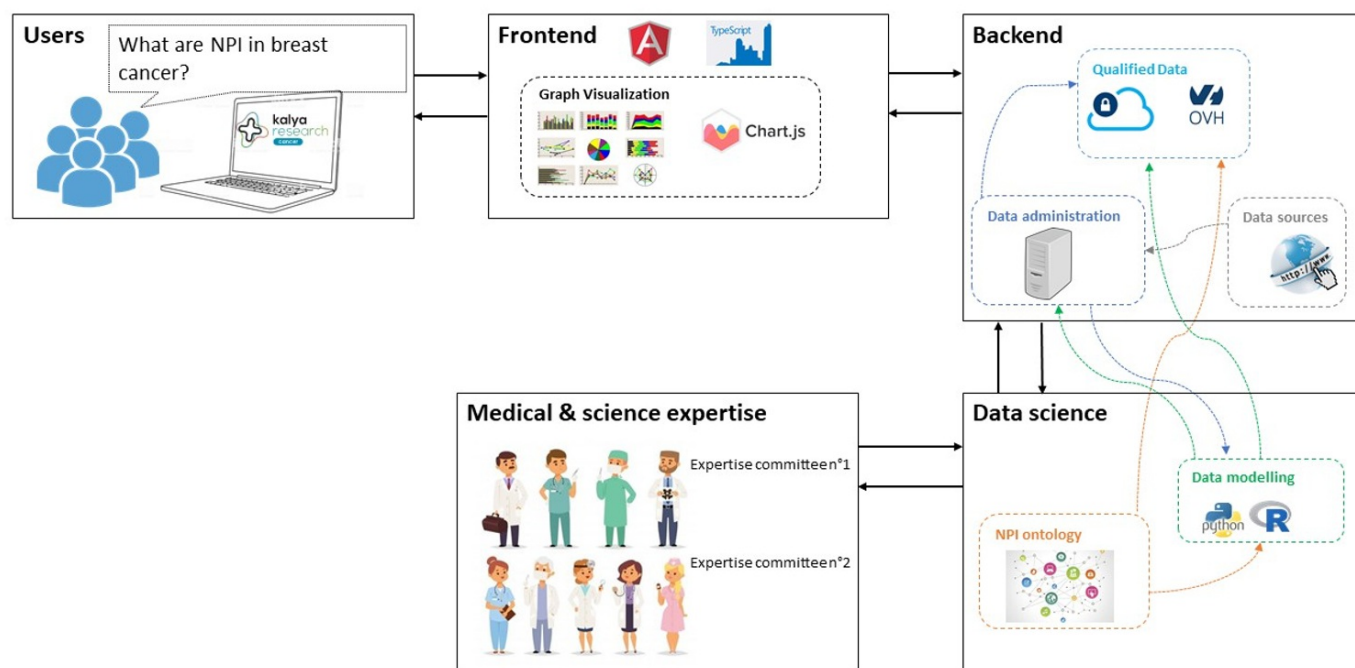 Users
What are NPI in breast
cancer?
kalya
research
cancer
Frontend
TypeScript
Graph Visualization
Chart.js
Backend
Qualified Data
OVH
Data administration
Data sources
http://www
Medical & science expertise
Expertise committee n°1
Expertise committee n°2
Data science
Data modelling
python
R
NPI ontology